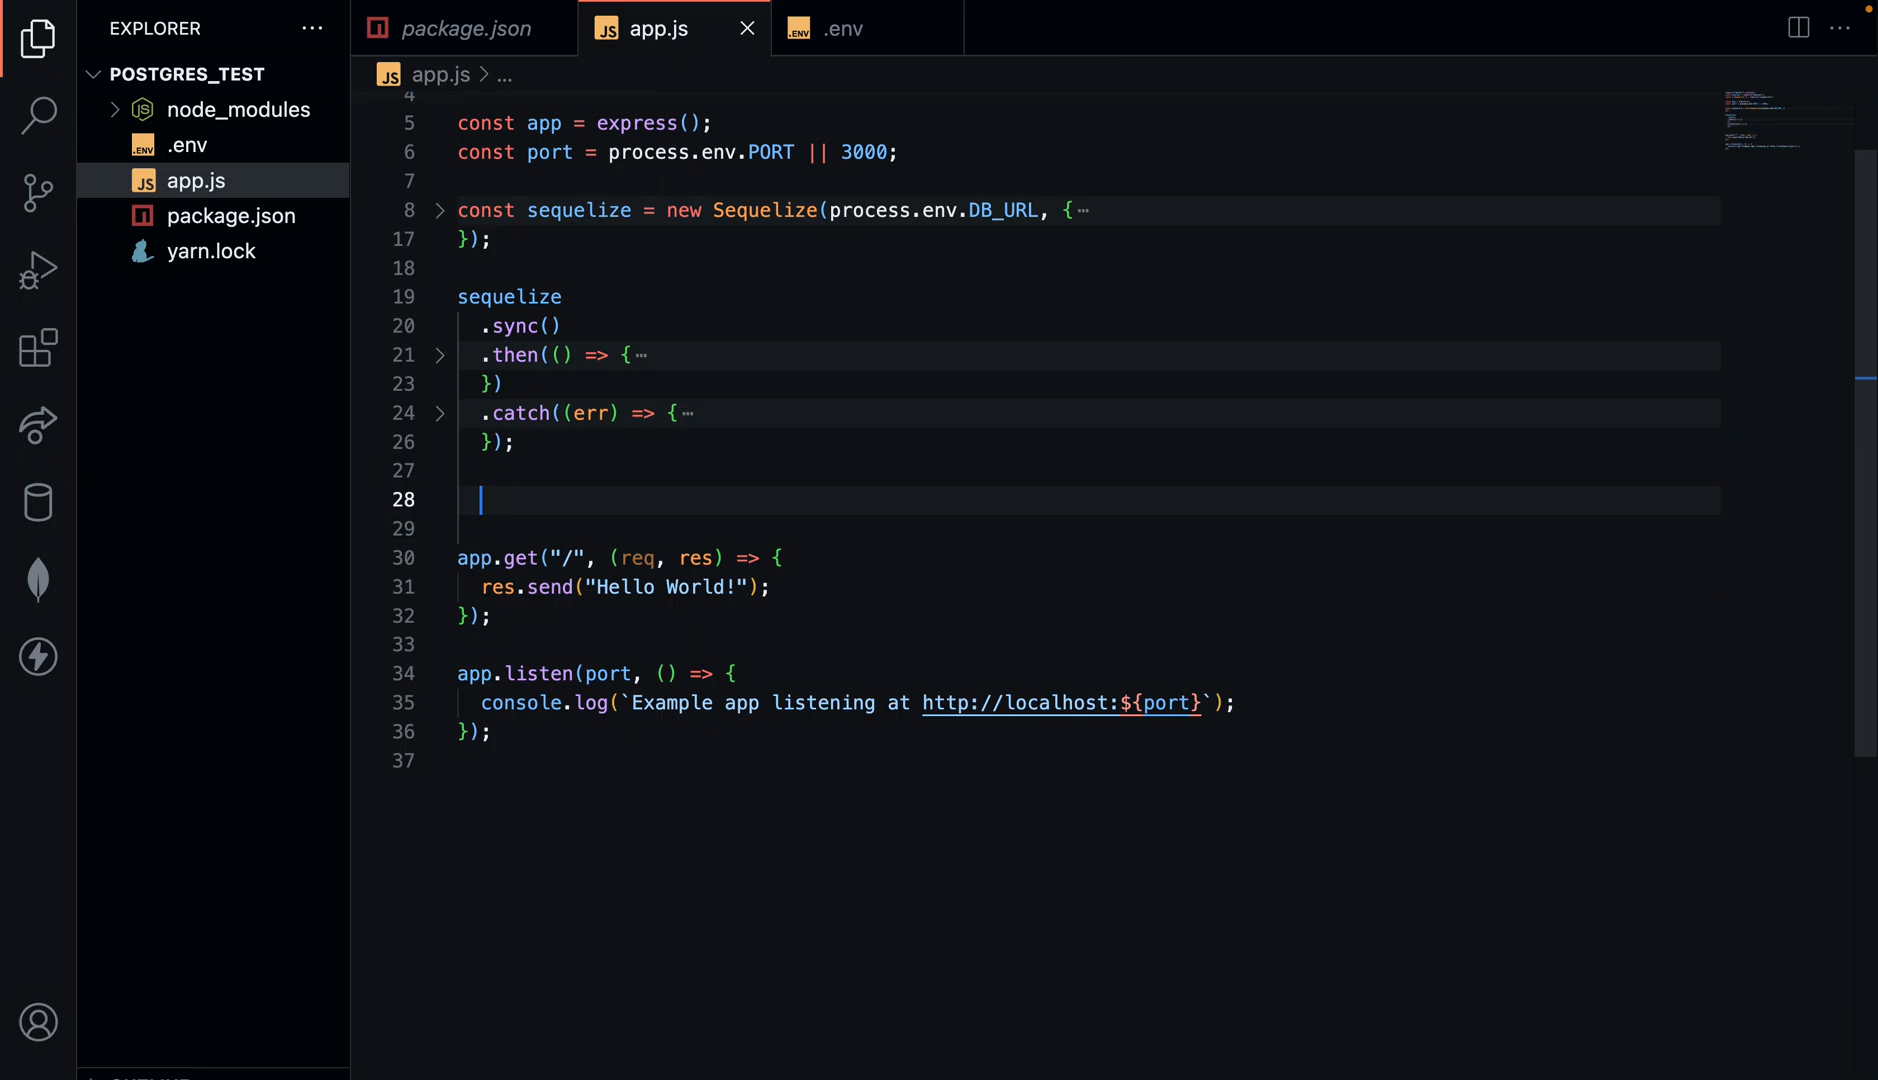 EXPLORER
POSTGRES_TEST
node_modules
.env
app.js
package.json
yarn.lock
package.json
app.js
.env
app.js > ...
4
5 const app = express();
6 const port = process.env.PORT || 3000;
7
8 const sequelize = new Sequelize(process.env.DB_URL, {…
17 });
18
19 sequelize
20 .sync()
21 .then(() => {…
23 })
24 .catch((err) => {…
26 });
27
28
29
30 app.get("/", (req, res) => {
31 res.send("Hello World!");
32 });
33
34 app.listen(port, () => {
35 console.log(`Example app listening at http://localhost:${port}`);
36 });
37